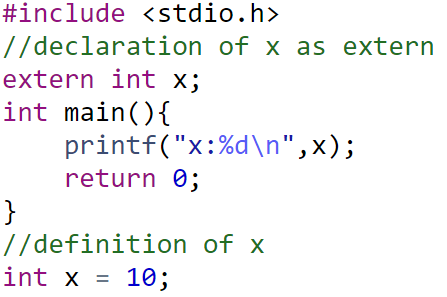 #include <stdio.h>
//declaration of x as extern
extern int x;
int main(){
    printf("x:%d\n",x);
    return 0;
}
//definition of x
int x = 10;